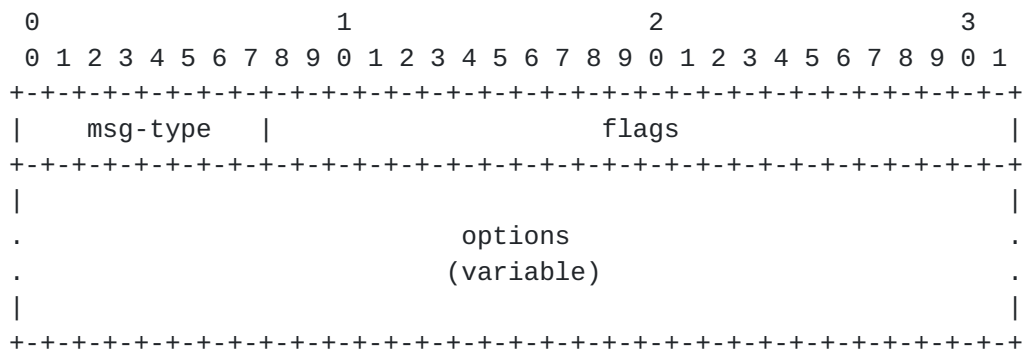 0                   1                   2                   3
 0 1 2 3 4 5 6 7 8 9 0 1 2 3 4 5 6 7 8 9 0 1 2 3 4 5 6 7 8 9 0 1
+-+-+-+-+-+-+-+-+-+-+-+-+-+-+-+-+-+-+-+-+-+-+-+-+-+-+-+-+-+-+-+-+
|    msg-type   |                     flags                     |
+-+-+-+-+-+-+-+-+-+-+-+-+-+-+-+-+-+-+-+-+-+-+-+-+-+-+-+-+-+-+-+-+
|                                                               |
.                            options                            .
.                           (variable)                          .
|                                                               |
+-+-+-+-+-+-+-+-+-+-+-+-+-+-+-+-+-+-+-+-+-+-+-+-+-+-+-+-+-+-+-+-+